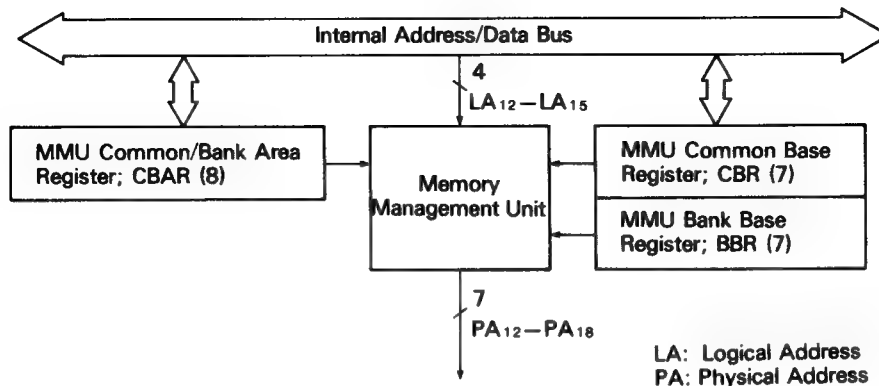 Internal Address/Data Bus
4
LA12–LA15
MMU Common/Bank Area
Register; CBAR (8)
Memory
Management Unit
MMU Common Base
Register; CBR (7)
MMU Bank Base
Register; BBR (7)
7
PA12–PA18
LA: Logical Address
PA: Physical Address